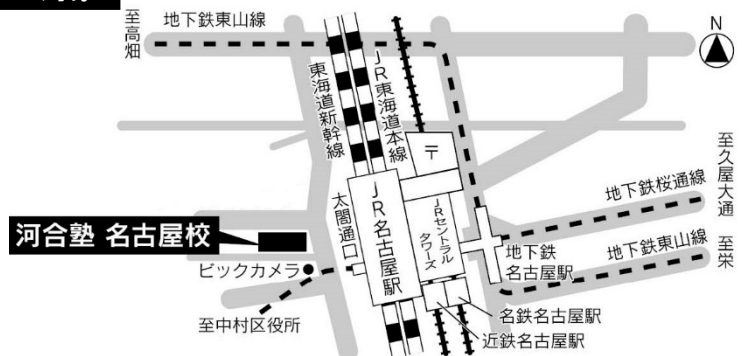 至高畑
地下鉄東山線
N
東海道新幹線
JR東海道本線
〒
至久屋大通
地下鉄桜通線
太閤通口
JR名古屋駅
JRセントラル
タワーズ
河合塾 名古屋校
地下鉄
名古屋駅
地下鉄東山線
至栄
ビックカメラ
至中村区役所
名鉄名古屋駅
近鉄名古屋駅